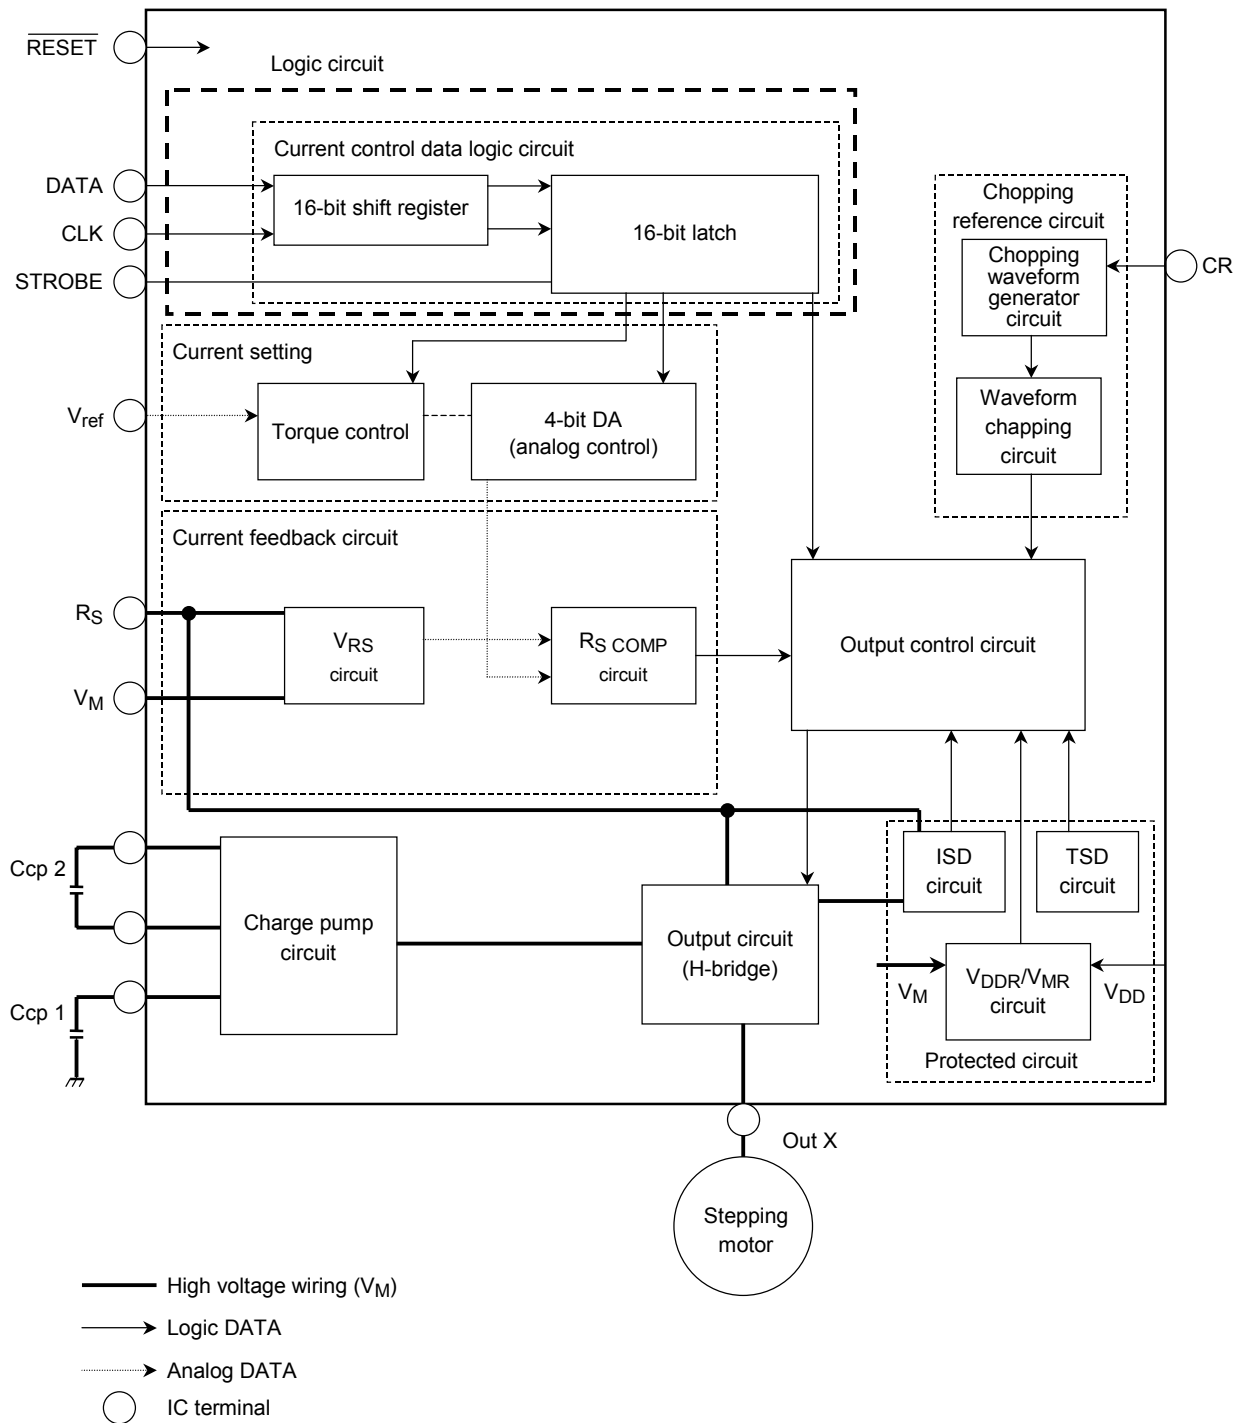 RESET
Logic circuit
Current control data logic circuit
DATA
16-bit shift register
CLK
16-bit latch
STROBE
Chopping
reference circuit
Chopping
waveform
generator
circuit
CR
Current setting
Vref
Torque control
4-bit DA
(analog control)
Waveform
chapping
circuit
Current feedback circuit
RS
VRS
circuit
RS COMP
circuit
Output control circuit
VM
Ccp 2
Charge pump
circuit
Ccp 1
Output circuit
(H-bridge)
ISD
circuit
TSD
circuit
VM
VDDR/VMR
circuit
VDD
Protected circuit
Out X
Stepping
motor
High voltage wiring (VM)
Logic DATA
Analog DATA
IC terminal